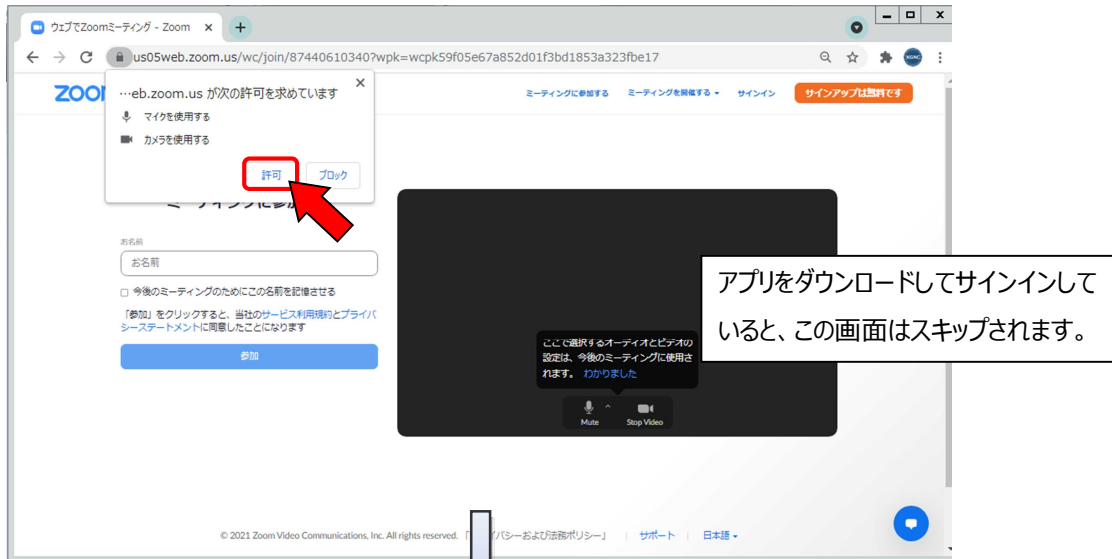 ウェブでZoomミーティング - Zoom
us05web.zoom.us/wc/join/87440610340?wpk=wcpk59f05e67a852d01f3bd1853a323fbe17
KGNC
ZOO
ミーティングに参加する ミーティングを開催する サインイン サインアップは無料です
…eb.zoom.us が次の許可を求めています
マイクを使用する
カメラを使用する
許可 ブロック
ミーティングに参加
お名前
お名前
今後のミーティングのためにこの名前を記憶させる
「参加」をクリックすると、当社のサービス利用規約とプライバ
シーステートメントに同意したことになります
参加
ここで選択するオーディオとビデオの
設定は、今後のミーティングに使用さ
れます。 わかりました
Mute Stop Video
アプリをダウンロードしてサインインして
いると、この画面はスキップされます。
© 2021 Zoom Video Communications, Inc. All rights reserved. 「 イバシーおよび法務ポリシー」 サポート 日本語